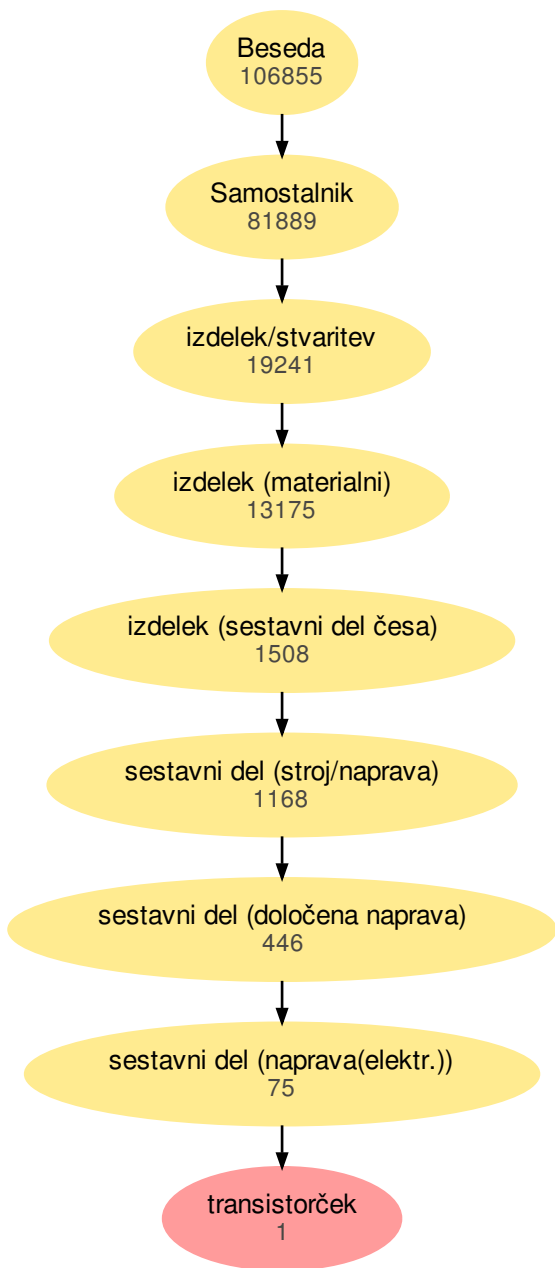 Beseda
106855
Samostalnik
81889
izdelek/stvaritev
19241
izdelek (materialni)
13175
izdelek (sestavni del česa)
1508
sestavni del (stroj/naprava)
1168
sestavni del (določena naprava)
446
sestavni del (naprava(elektr.))
75
transistorček
1